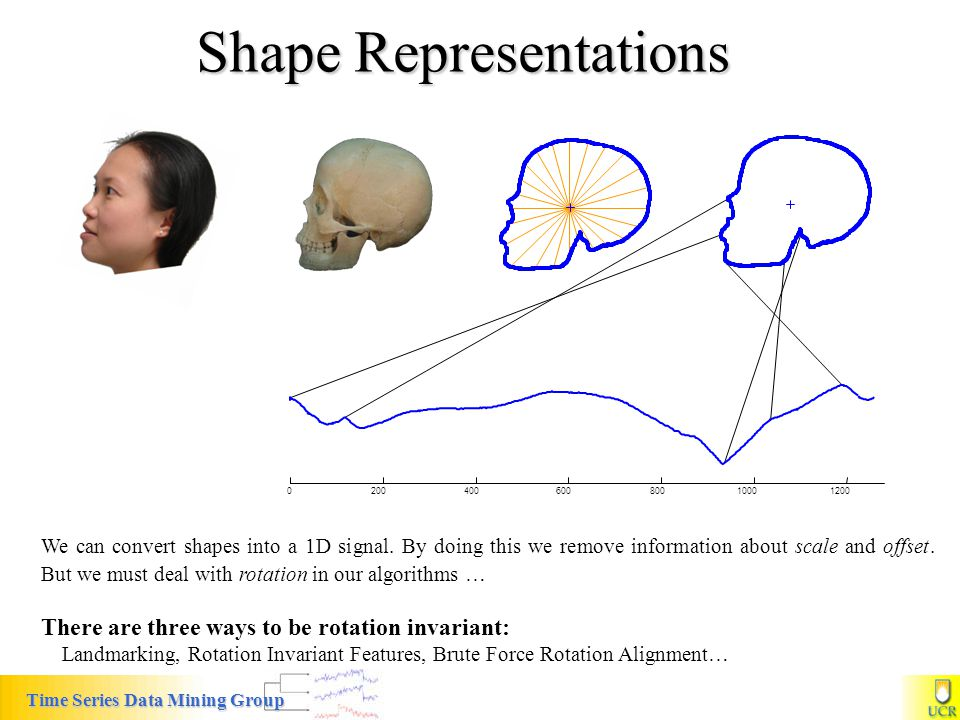 Shape Representations
0 200 400 600 800 1000 1200
We can convert shapes into a 1D signal. By doing this we remove information about scale and offset.
But we must deal with rotation in our algorithms …
There are three ways to be rotation invariant:
Landmarking, Rotation Invariant Features, Brute Force Rotation Alignment…
Time Series Data Mining Group
UCR